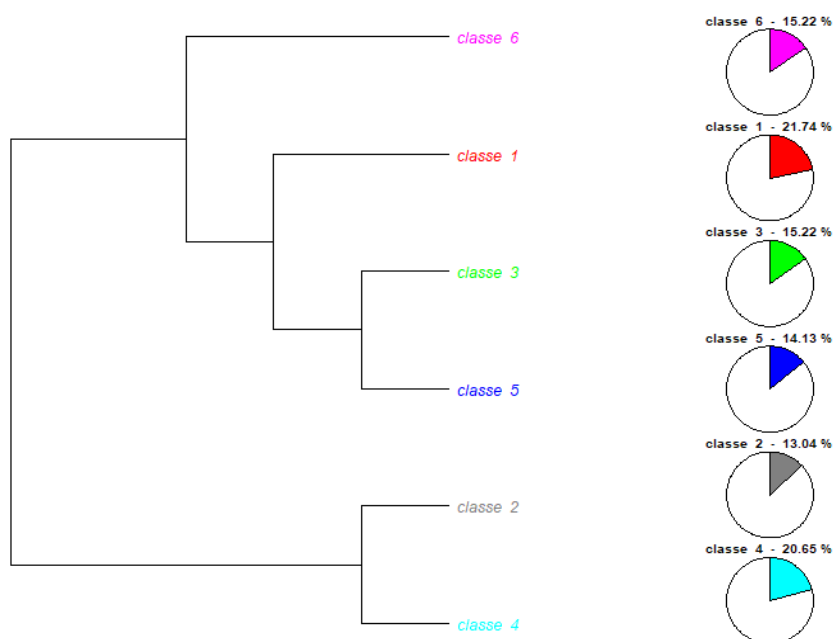 classe 6 - 15.22 %
classe 6
classe 1 - 21.74 %
classe 1
classe 3 - 15.22 %
classe 3
classe 5 - 14.13 %
classe 5
classe 2 - 13.04 %
classe 2
classe 4 - 20.65 %
classe 4